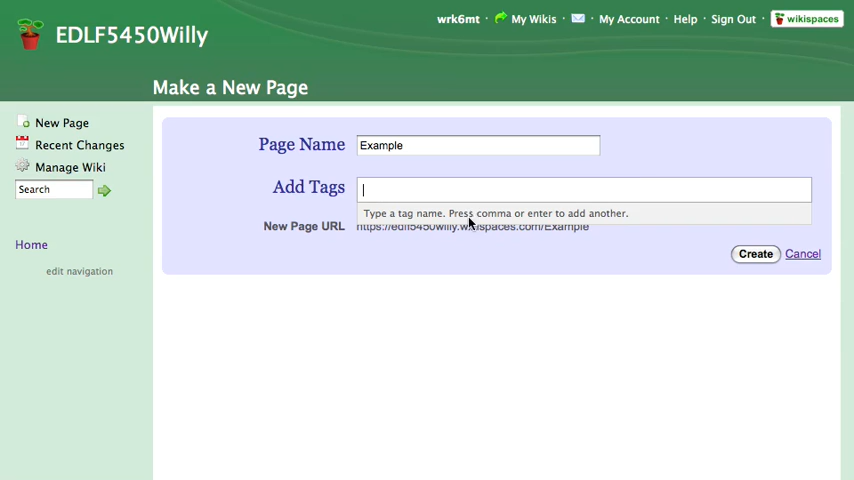 wrk6mt · My Wikis · · My Account · Help · Sign Out · wikispaces
EDLF5450Willy
Make a New Page
New Page
Recent Changes
Manage Wiki
Search
Home
edit navigation
Page Name Example
Add Tags
Type a tag name. Press comma or enter to add another.
New Page URL https://edlf5450willy.wikispaces.com/Example
Create Cancel